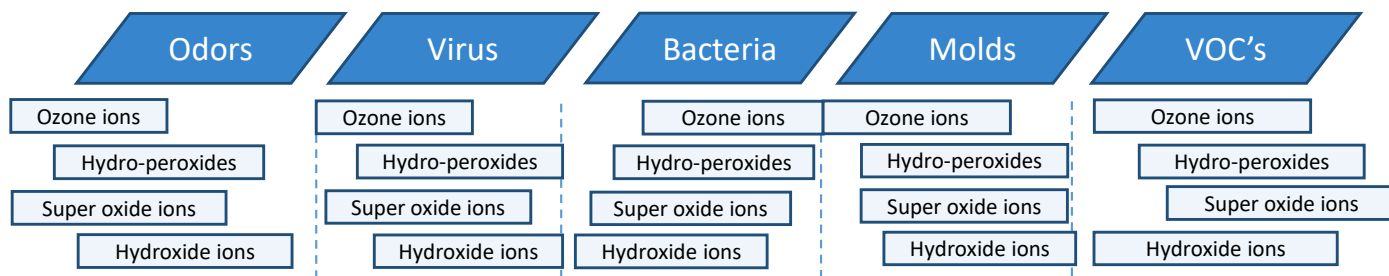 Odors
Virus
Bacteria
Molds
VOC's
Ozone ions
Ozone ions
Ozone ions
Ozone ions
Ozone ions
Hydro-peroxides
Hydro-peroxides
Hydro-peroxides
Hydro-peroxides
Hydro-peroxides
Super oxide ions
Super oxide ions
Super oxide ions
Super oxide ions
Super oxide ions
Hydroxide ions
Hydroxide ions
Hydroxide ions
Hydroxide ions
Hydroxide ions